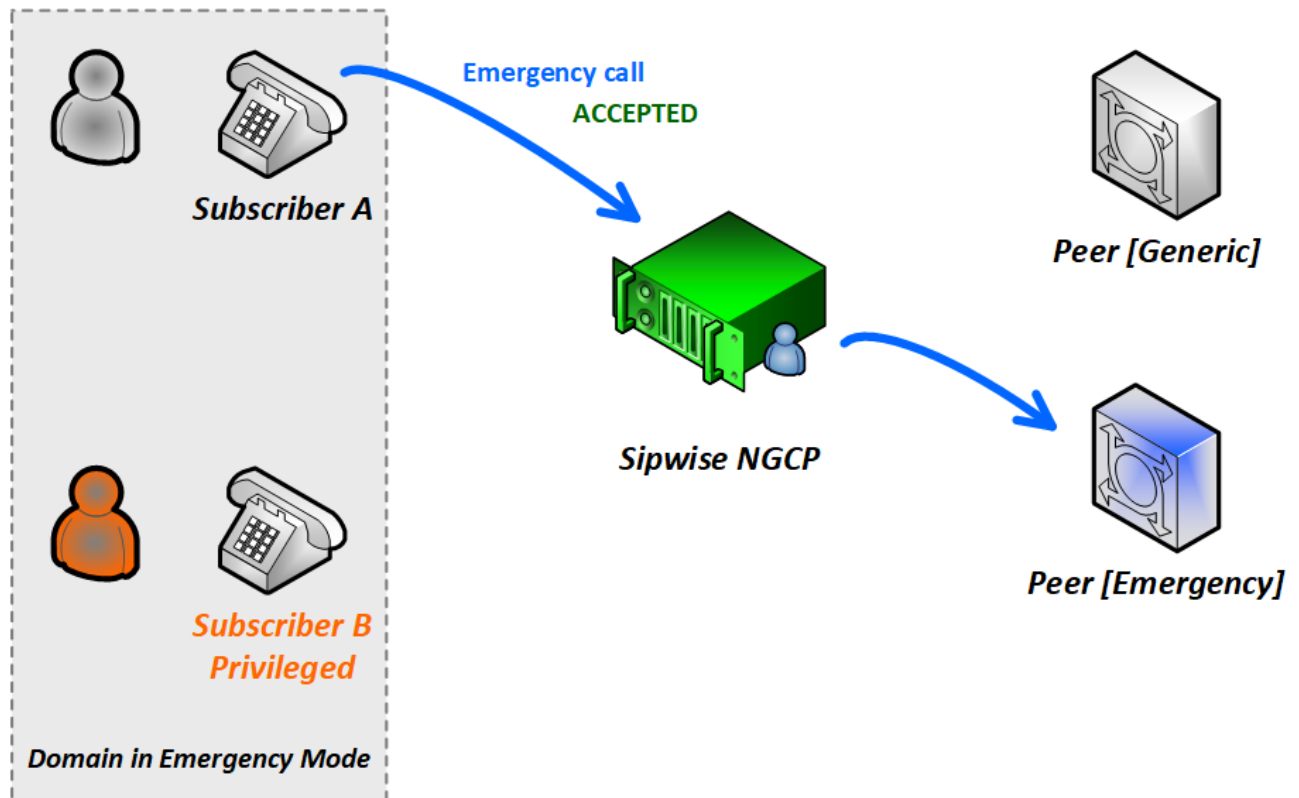 Emergency call
ACCEPTED
Subscriber A
Peer [Generic]
Sipwise NGCP
Peer [Emergency]
Subscriber B
Privileged
Domain in Emergency Mode